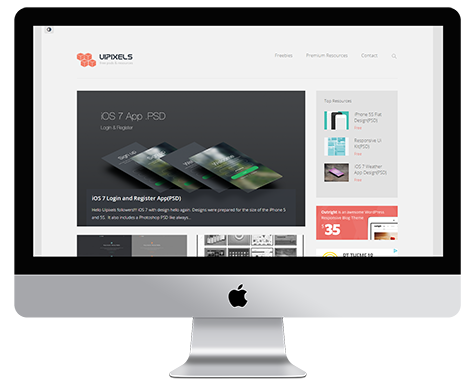 UIPIXELS
Freebies
Premium Resources
Contact
iOS 7 App .PSD
Login & Register
Sign up
iOS 7 Login and Register App(PSD)
Hello Uipixels followers!!! iOS 7 with design hello again. Designs were prepared for the size of the iPhone 5
and 5S. It also includes a Photoshop PSD file always...
Top Resources
iPhone 5S Flat
Design(PSD)
Free
Responsive UI
Kit(PSD)
Free
iOS 7 Weather
App Design(PSD)
Free
Outright is an awesome WordPress
Responsive Blog Theme
$35